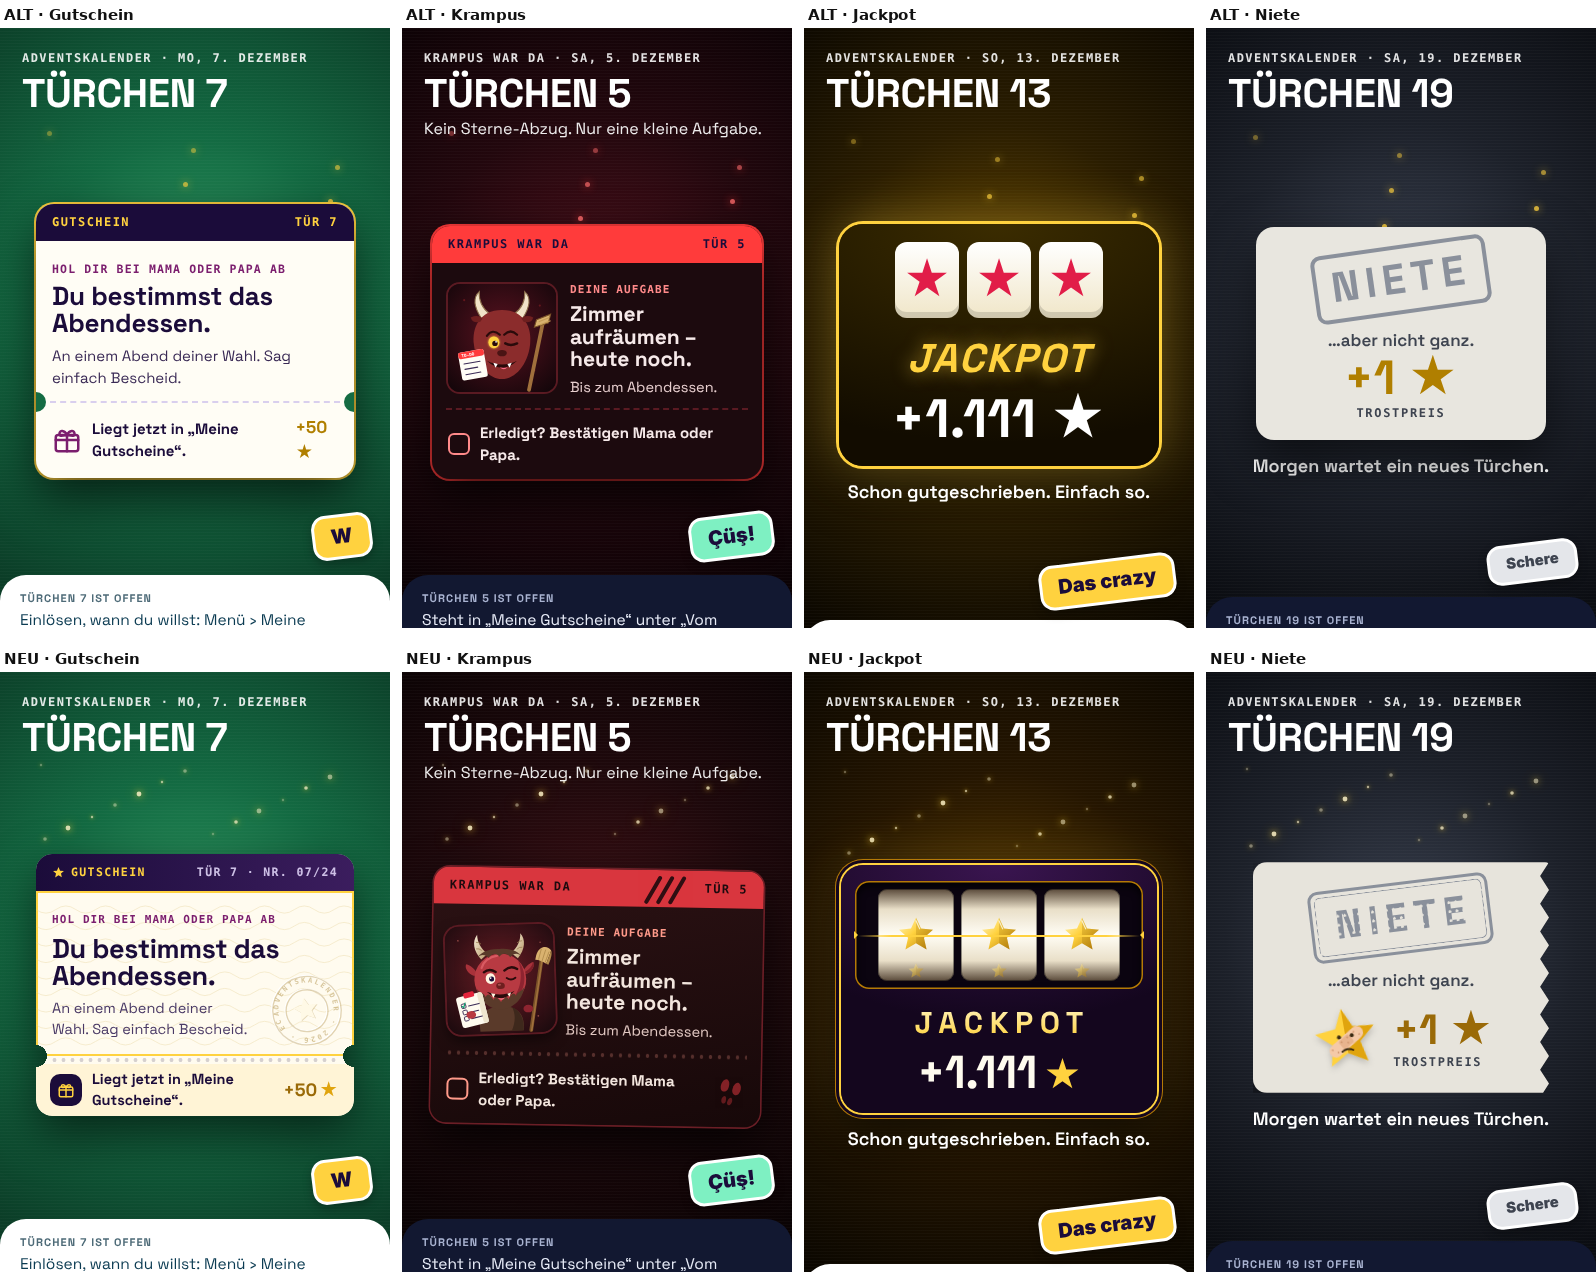 ALT · Gutschein
ADVENTSKALENDER · MO, 7. DEZEMBER
TÜRCHEN 7
GUTSCHEIN TÜR 7
HOL DIR BEI MAMA ODER PAPA AB
Du bestimmst das
Abendessen.
An einem Abend deiner Wahl. Sag
einfach Bescheid.
Liegt jetzt in „Meine
Gutscheine“.
+50
★
W
TÜRCHEN 7 IST OFFEN
Einlösen, wann du willst: Menü › Meine
ALT · Krampus
KRAMPUS WAR DA · SA, 5. DEZEMBER
TÜRCHEN 5
Kein Sterne-Abzug. Nur eine kleine Aufgabe.
KRAMPUS WAR DA TÜR 5
DEINE AUFGABE
Zimmer
aufräumen –
heute noch.
Bis zum Abendessen.
Erledigt? Bestätigen Mama oder
Papa.
Çüş!
TÜRCHEN 5 IST OFFEN
Steht in „Meine Gutscheine“ unter „Vom
ALT · Jackpot
ADVENTSKALENDER · SO, 13. DEZEMBER
TÜRCHEN 13
JACKPOT
+1.111 ★
Schon gutgeschrieben. Einfach so.
Das crazy
ALT · Niete
ADVENTSKALENDER · SA, 19. DEZEMBER
TÜRCHEN 19
NIETE
...aber nicht ganz.
+1 ★
TROSTPREIS
Morgen wartet ein neues Türchen.
Schere
TÜRCHEN 19 IST OFFEN
NEU · Gutschein
ADVENTSKALENDER · MO, 7. DEZEMBER
TÜRCHEN 7
★ GUTSCHEIN TÜR 7 · NR. 07/24
HOL DIR BEI MAMA ODER PAPA AB
Du bestimmst das
Abendessen.
An einem Abend deiner
Wahl. Sag einfach Bescheid.
ADVENTSKALENDER
2026
Liegt jetzt in „Meine
Gutscheine“.
+50 ★
W
TÜRCHEN 7 IST OFFEN
Einlösen, wann du willst: Menü › Meine
NEU · Krampus
KRAMPUS WAR DA · SA, 5. DEZEMBER
TÜRCHEN 5
Kein Sterne-Abzug. Nur eine kleine Aufgabe.
KRAMPUS WAR DA TÜR 5
DEINE AUFGABE
Zimmer
aufräumen –
heute noch.
Bis zum Abendessen.
Erledigt? Bestätigen Mama
oder Papa.
Çüş!
TÜRCHEN 5 IST OFFEN
Steht in „Meine Gutscheine“ unter „Vom
NEU · Jackpot
ADVENTSKALENDER · SO, 13. DEZEMBER
TÜRCHEN 13
JACKPOT
+1.111 ★
Schon gutgeschrieben. Einfach so.
Das crazy
NEU · Niete
ADVENTSKALENDER · SA, 19. DEZEMBER
TÜRCHEN 19
NIETE
...aber nicht ganz.
+1 ★
TROSTPREIS
Morgen wartet ein neues Türchen.
Schere
TÜRCHEN 19 IST OFFEN